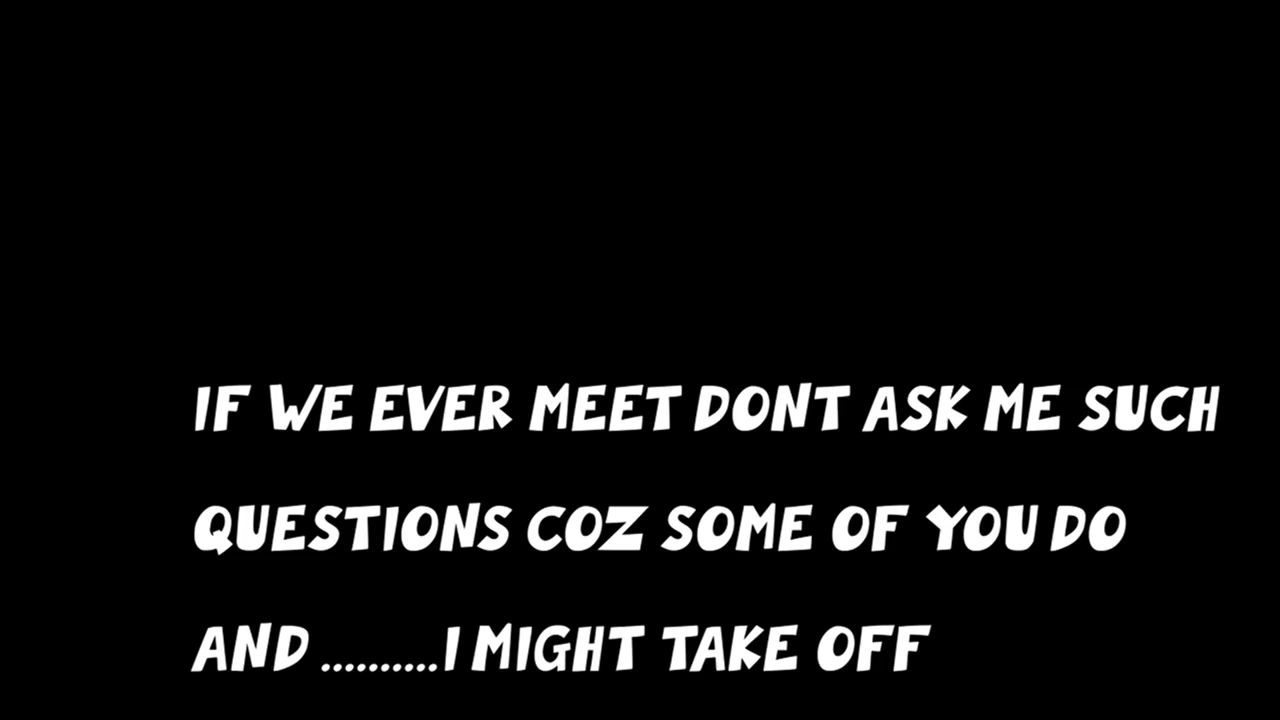 IF WE EVER MEET DONT ASK ME SUCH
QUESTIONS COZ SOME OF YOU DO
AND ..........I MIGHT TAKE OFF